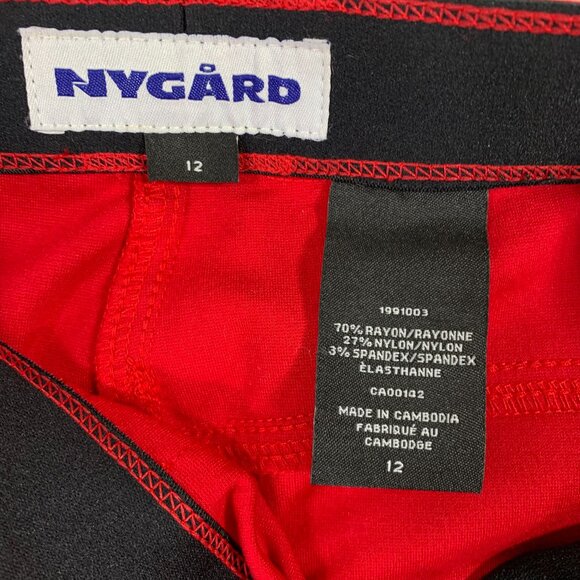 NYGÅRD
12
1991003
70% RAYON/RAYONNE
27% NYLON/NYLON
3% SPANDEX/SPANDEX
ÈLASTHANNE
CA00142
MADE IN CAMBODIA
FABRIQUÉ AU
CAMBODGE
12